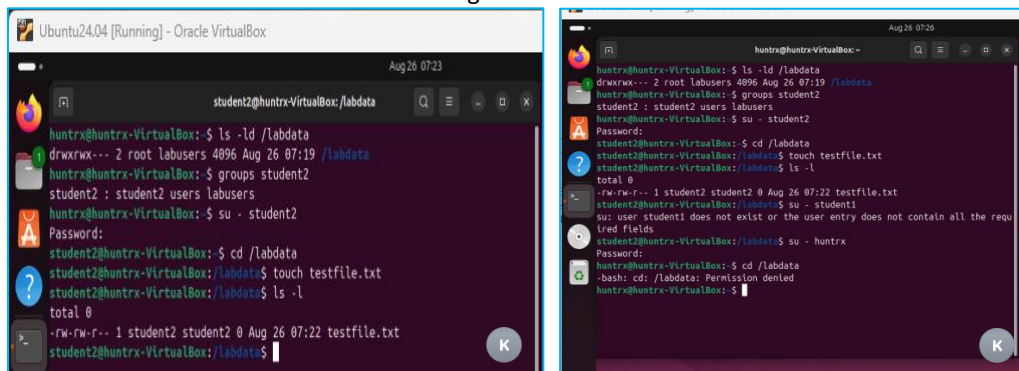 Ubuntu24.04 [Running] - Oracle VirtualBox
Aug 26 07:23
student2@huntrx-VirtualBox: /labdata
huntrx@huntrx-VirtualBox:~$ ls -ld /labdata
drwxrwx--- 2 root labusers 4096 Aug 26 07:19 /labdata
huntrx@huntrx-VirtualBox:~$ groups student2
student2 : student2 users labusers
huntrx@huntrx-VirtualBox:~$ su - student2
Password:
student2@huntrx-VirtualBox:~$ cd /labdata
student2@huntrx-VirtualBox:/labdata$ touch testfile.txt
student2@huntrx-VirtualBox:/labdata$ ls -l
total 0
-rw-rw-r-- 1 student2 student2 0 Aug 26 07:22 testfile.txt
student2@huntrx-VirtualBox:/labdata$
K
Aug 26 07:26
huntrx@huntrx-VirtualBox: ~
huntrx@huntrx-VirtualBox:~$ ls -ld /labdata
drwxrwx--- 2 root labusers 4096 Aug 26 07:19 /labdata
huntrx@huntrx-VirtualBox:~$ groups student2
student2 : student2 users labusers
huntrx@huntrx-VirtualBox:~$ su - student2
Password:
student2@huntrx-VirtualBox:~$ cd /labdata
student2@huntrx-VirtualBox:/labdata$ touch testfile.txt
student2@huntrx-VirtualBox:/labdata$ ls -l
total 0
-rw-rw-r-- 1 student2 student2 0 Aug 26 07:22 testfile.txt
student2@huntrx-VirtualBox:/labdata$ su - student1
su: user student1 does not exist or the user entry does not contain all the requ
ired fields
student2@huntrx-VirtualBox:/labdata$ su - huntrx
Password:
huntrx@huntrx-VirtualBox:~$ cd /labdata
-bash: cd: /labdata: Permission denied
huntrx@huntrx-VirtualBox:~$
K